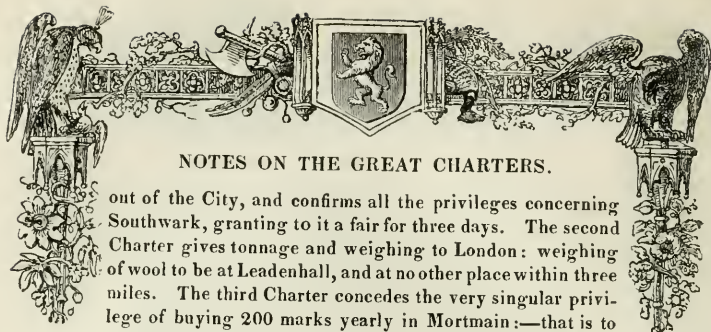 NOTES ON THE GREAT CHARTERS.
out of the City, and confirms all the privileges concerning
Southwark, granting to it a fair for three days. The second
Charter gives tonnage and weighing to London: weighing
of wool to be at Leadenhall, and at no other place within three
miles. The third Charter concedes the very singular privi-
lege of buying 200 marks yearly in Mortmain:—that is to